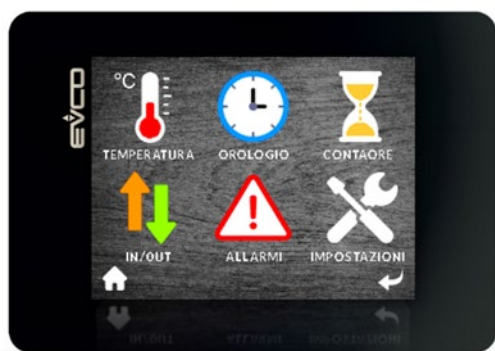 EVCO
°C
TEMPERATURA OROLOGIO CONTAORE
IN/OUT ALLARMI IMPOSTAZIONI